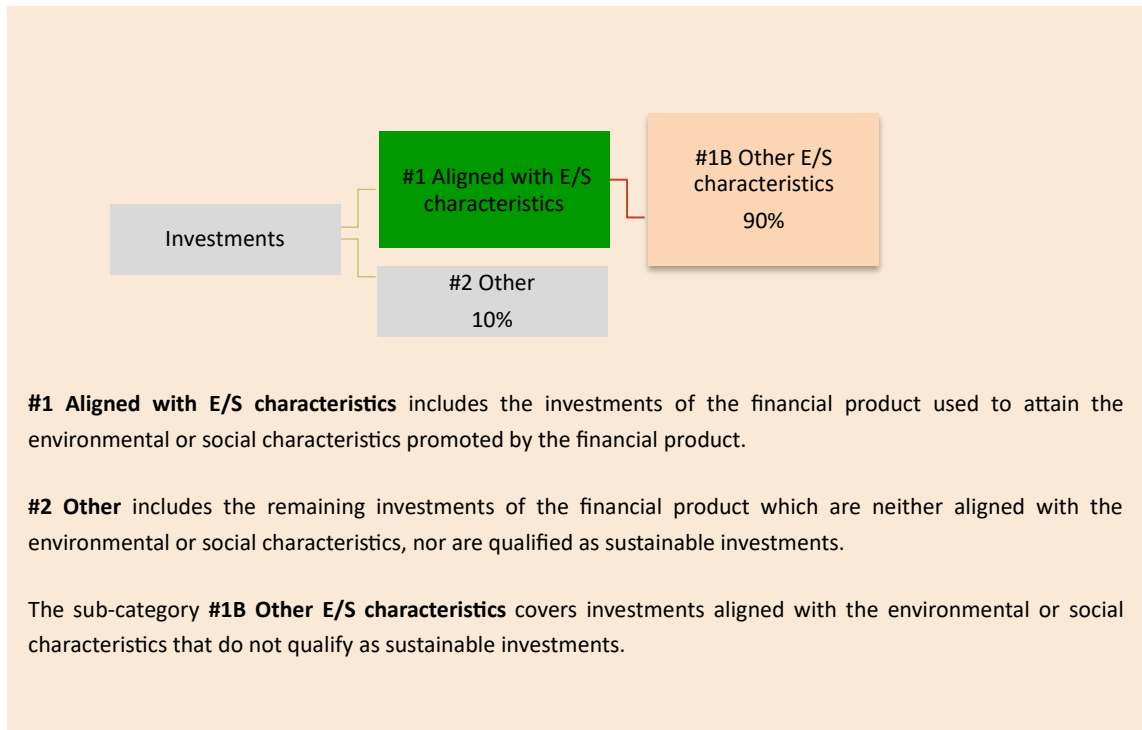 #1 Aligned with E/S
characteristics
#1B Other E/S
characteristics
90%
Investments
#2 Other
10%
#1 Aligned with E/S characteristics includes the investments of the financial product used to attain the
environmental or social characteristics promoted by the financial product.
#2 Other includes the remaining investments of the financial product which are neither aligned with the
environmental or social characteristics, nor are qualified as sustainable investments.
The sub-category #1B Other E/S characteristics covers investments aligned with the environmental or social
characteristics that do not qualify as sustainable investments.